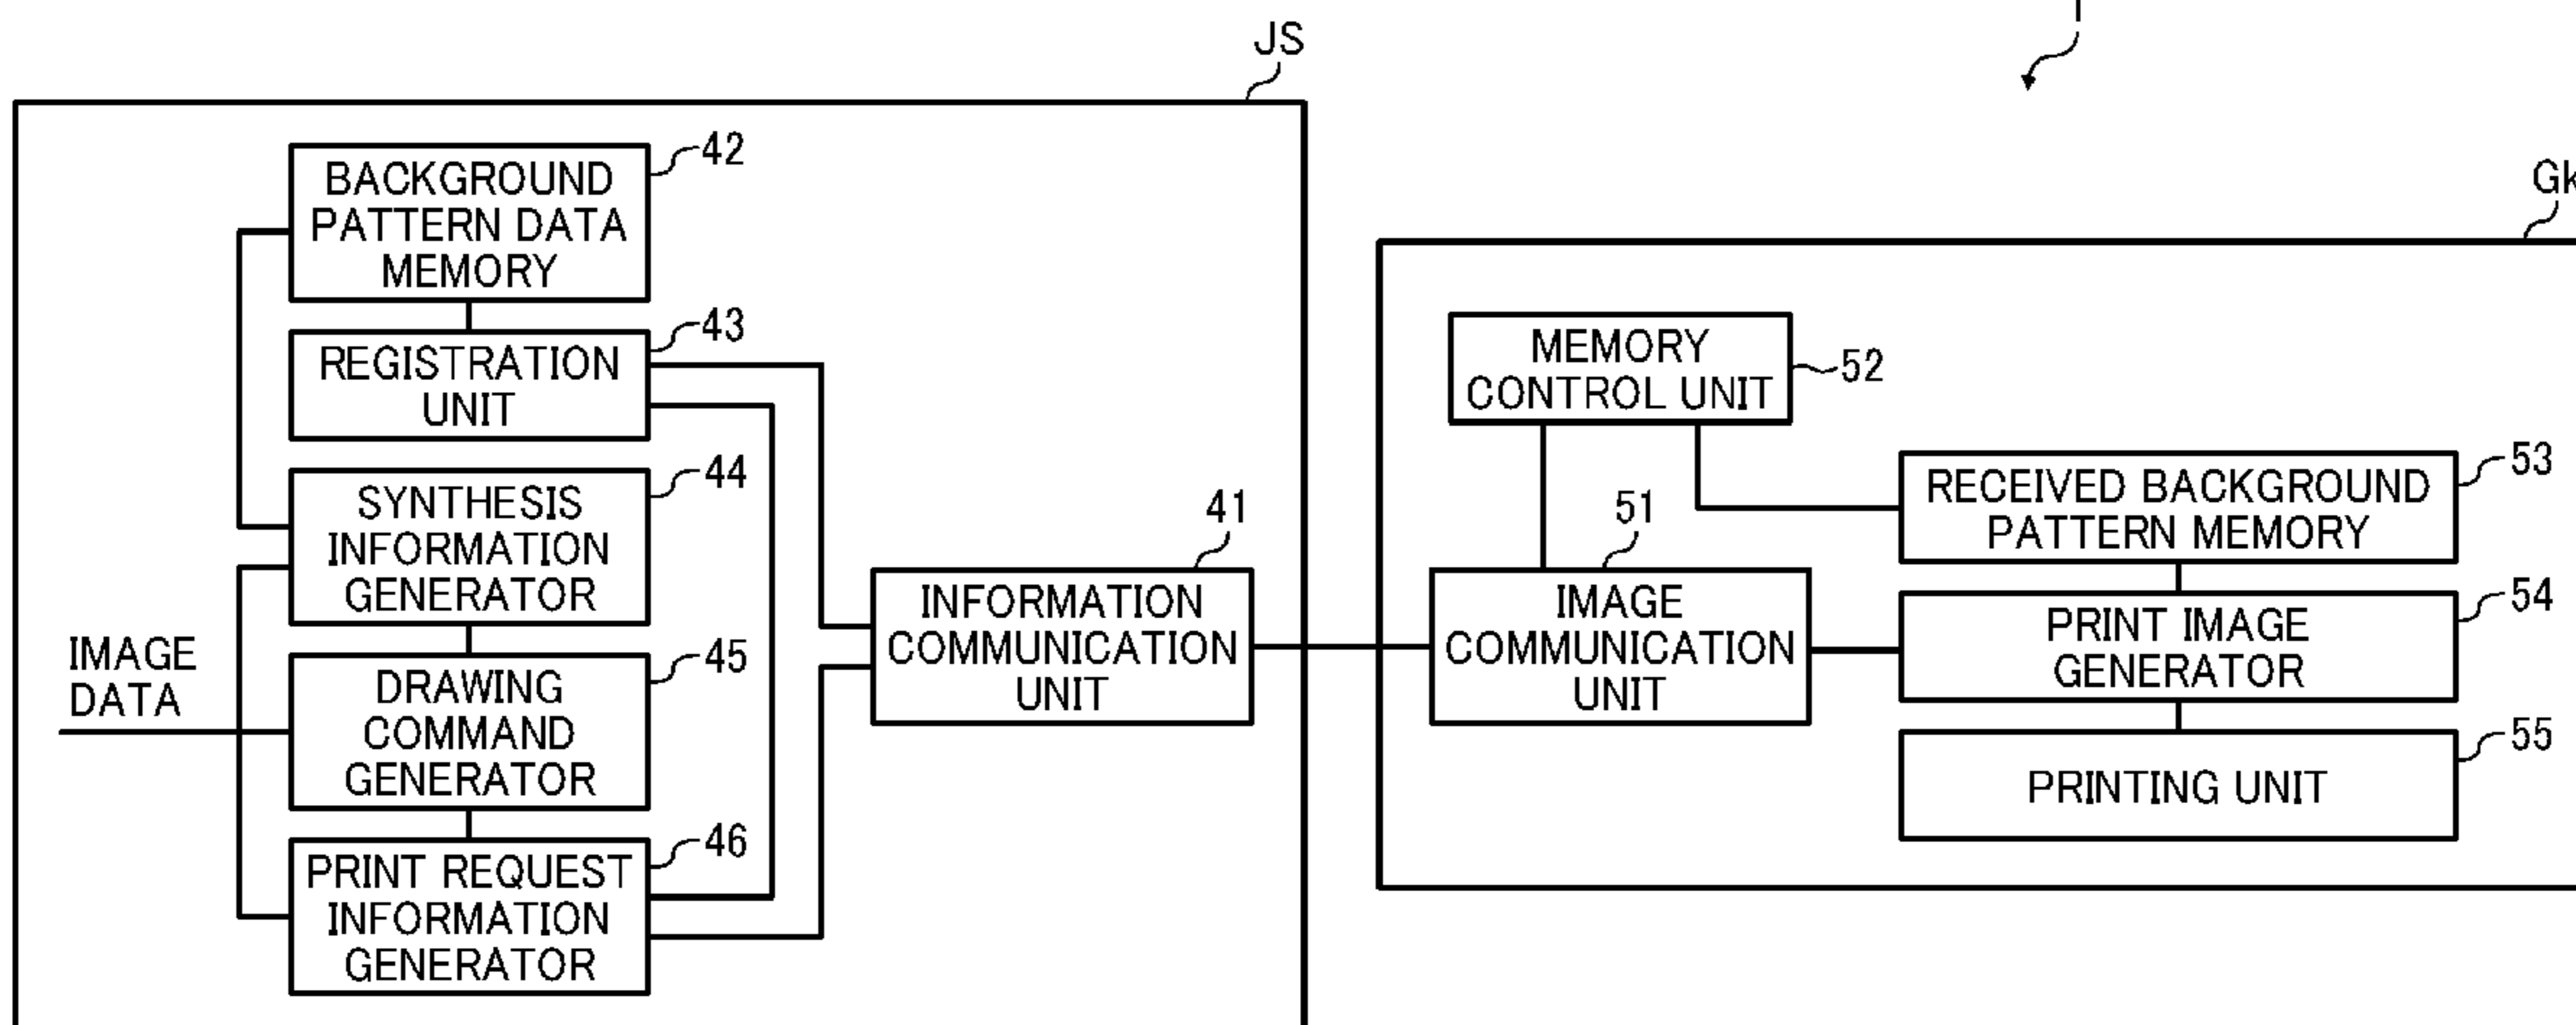 JS
42
BACKGROUND
PATTERN DATA
MEMORY
43
REGISTRATION
UNIT
44
SYNTHESIS
INFORMATION
GENERATOR
IMAGE
DATA
45
DRAWING
COMMAND
GENERATOR
46
PRINT REQUEST
INFORMATION
GENERATOR
41
INFORMATION
COMMUNICATION
UNIT
Gk
MEMORY
CONTROL UNIT
52
51
IMAGE
COMMUNICATION
UNIT
53
RECEIVED BACKGROUND
PATTERN MEMORY
54
PRINT IMAGE
GENERATOR
55
PRINTING UNIT